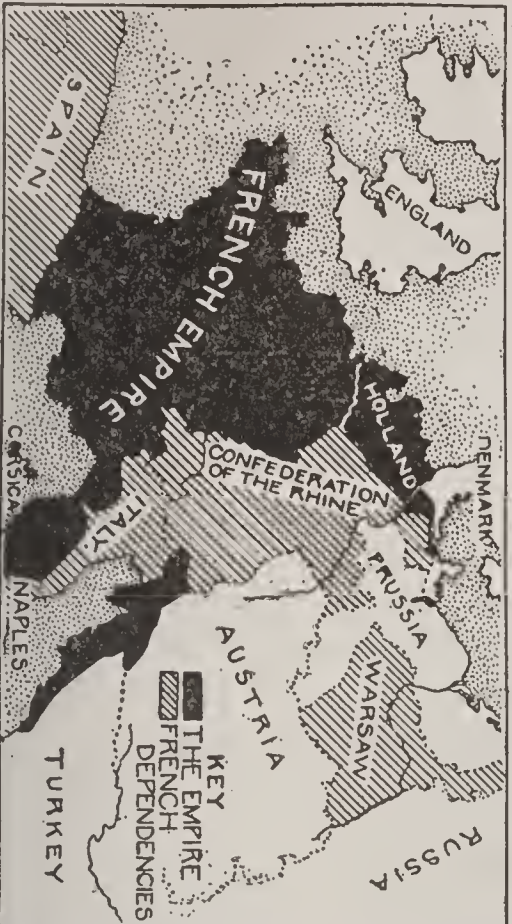 ENGLAND
DENMARK
HOLLAND
PRUSSIA
RUSSIA
WARSAW
FRENCH EMPIRE
CONFEDERATION
OF THE RHINE
AUSTRIA
SPAIN
ITALY
CORSICA
NAPLES
TURKEY
KEY
THE EMPIRE
FRENCH
DEPENDENCIES